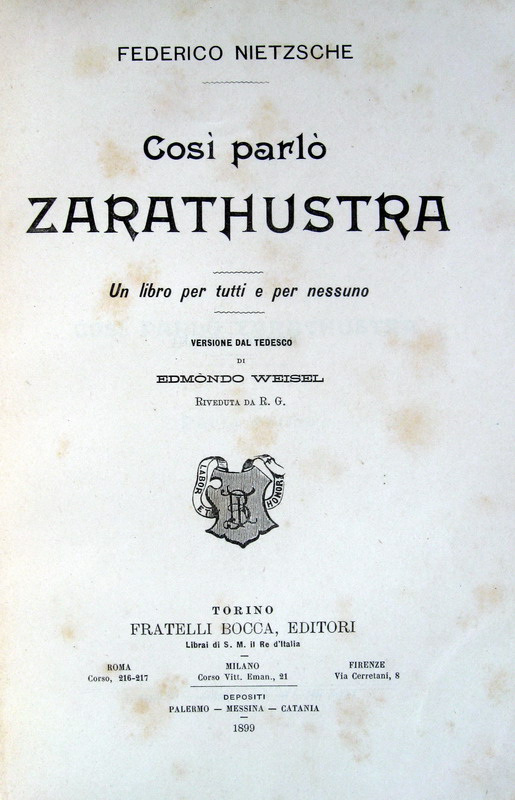 FEDERICO NIETZSCHE
Così parlò
ZARATHUSTRA
Un libro per tutti e per nessuno
VERSIONE DAL TEDESCO
DI
EDMÒNDO WEISEL
RIVEDUTA DA R. G.
LABOR ET HONOR
TORINO
FRATELLI BOCCA, EDITORI
Librai di S. M. il Re d'Italia
ROMA
Corso, 216-217
MILANO
Corso Vitt. Eman., 21
FIRENZE
Via Cerretani, 8
DEPOSITI
PALERMO — MESSINA — CATANIA
1899